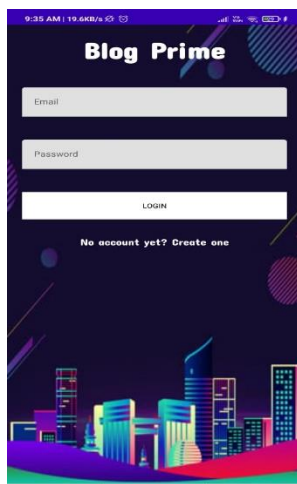 9:35 AM | 19.6KB/s
Blog Prime
Email
Password
LOGIN
No account yet? Create one